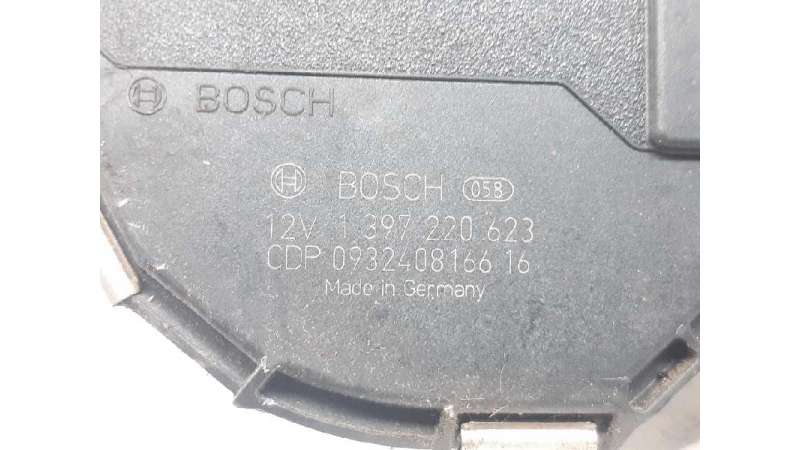 BOSCH
BOSCH 058
12V 1 397 220 623
CDP 0932408166 16
Made in Germany